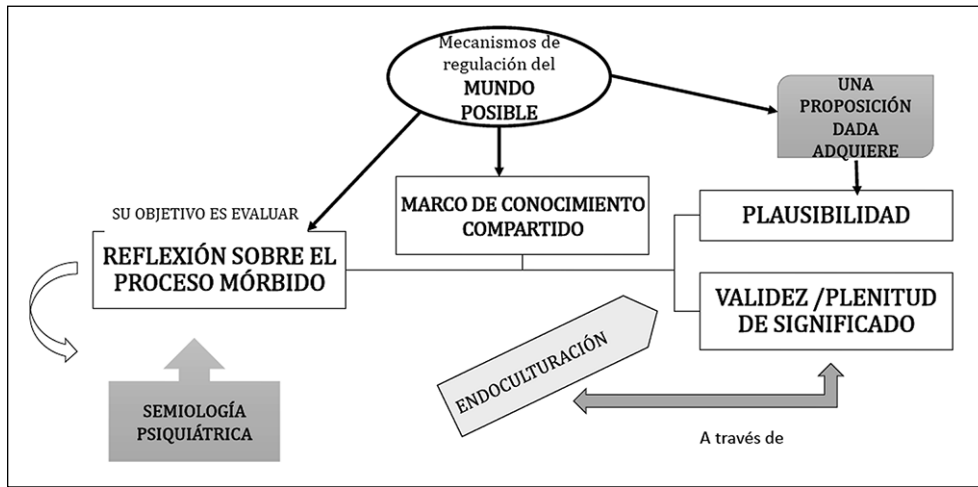 Mecanismos de
regulación del
MUNDO
POSIBLE
UNA
PROPOSICIÓN
DADA
ADQUIERE
SU OBJETIVO ES EVALUAR
REFLEXIÓN SOBRE EL
PROCESO MÓRBIDO
MARCO DE CONOCIMIENTO
COMPARTIDO
PLAUSIBILIDAD
VALIDEZ /PLENITUD
DE SIGNIFICADO
ENDOCULTURACIÓN
SEMIOLOGÍA
PSIQUIÁTRICA
A través de